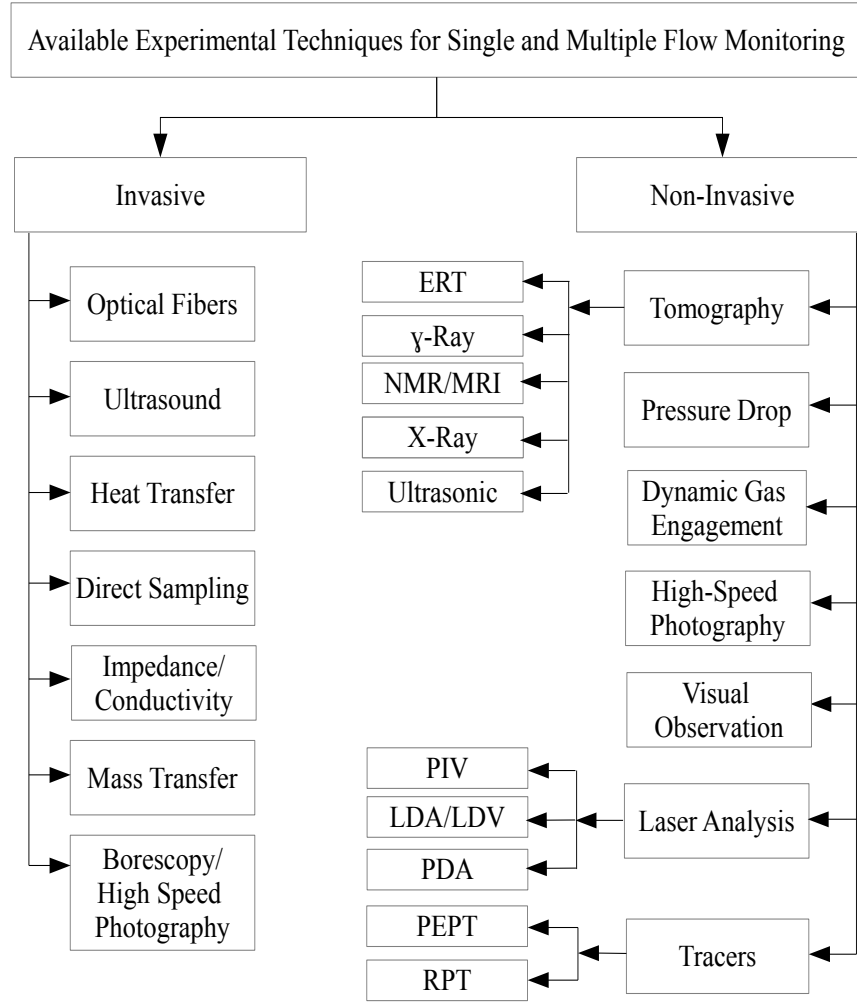 Available Experimental Techniques for Single and Multiple Flow Monitoring
Invasive
Non-Invasive
Optical Fibers
Ultrasound
Heat Transfer
Direct Sampling
Impedance/
Conductivity
Mass Transfer
Borescopy/
High Speed
Photography
Tomography
ERT
ɣ-Ray
NMR/MRI
X-Ray
Ultrasonic
Pressure Drop
Dynamic Gas
Engagement
High-Speed
Photography
Visual
Observation
Laser Analysis
PIV
LDA/LDV
PDA
Tracers
PEPT
RPT